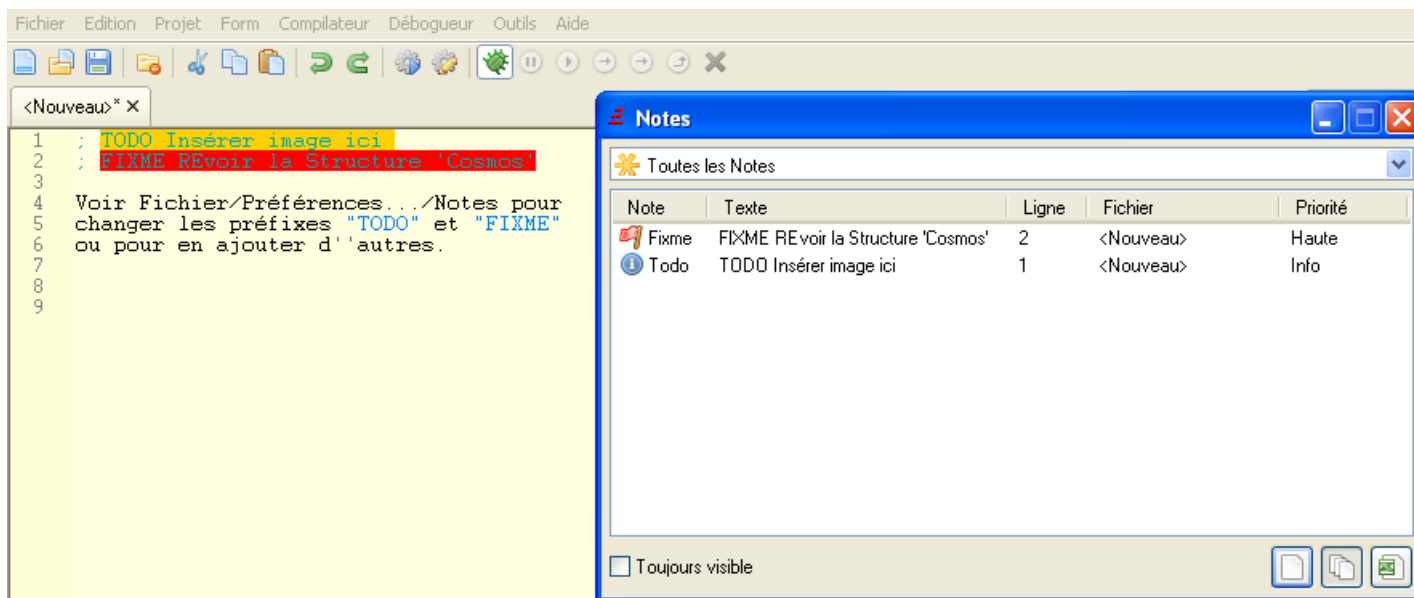 Fichier Edition Projet Form Compilateur Débogueur Outils Aide
<Nouveau>*
1 ; TODO Insérer image ici
2 ; FIXME REvoir la Structure 'Cosmos'
3
4 Voir Fichier/Préférences.../Notes pour
5 changer les préfixes "TODO" et "FIXME"
6 ou pour en ajouter d''autres.
7
8
9
Notes
Toutes les Notes
Note Texte Ligne Fichier Priorité
Fixme FIXME REvoir la Structure 'Cosmos' 2 <Nouveau> Haute
Todo TODO Insérer image ici 1 <Nouveau> Info
Toujours visible